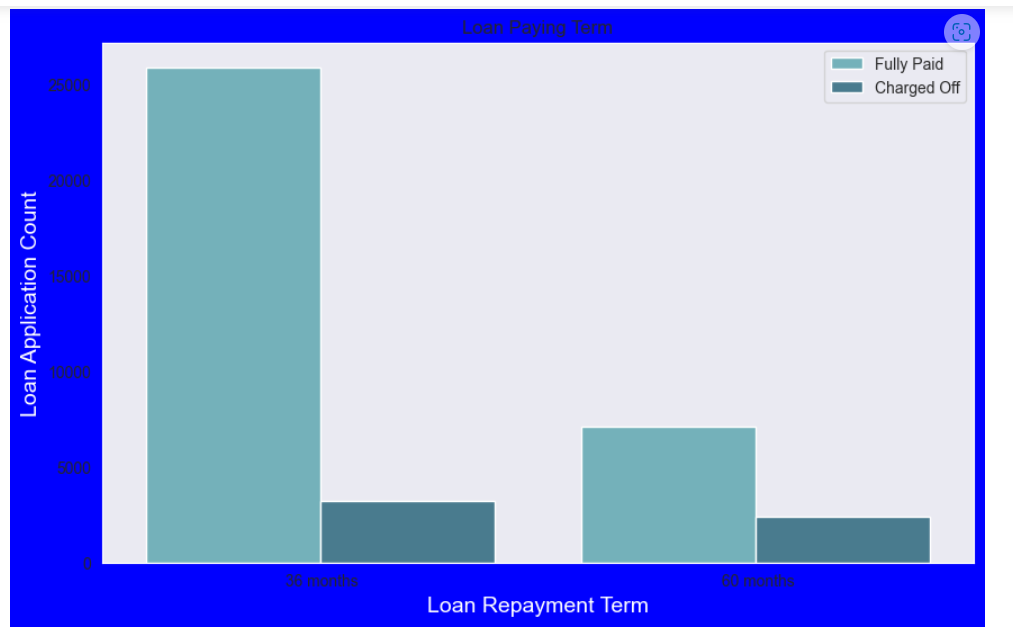 Loan Paying Term
Fully Paid
Charged Off
25000
20000
15000
10000
5000
0
Loan Application Count
36 months
60 months
Loan Repayment Term